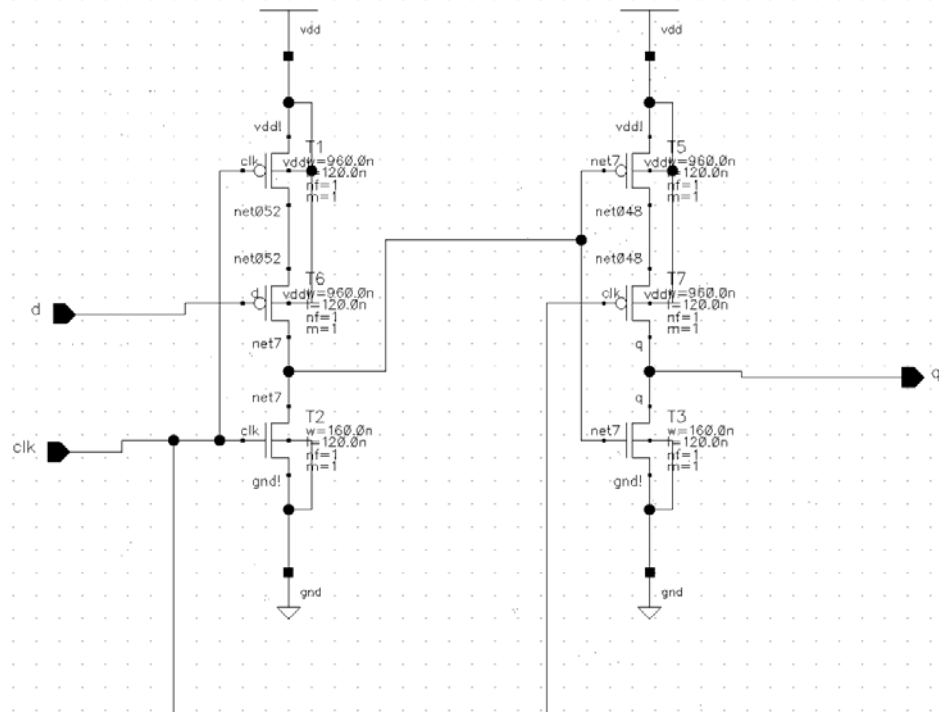 vdd
vdd
vdd!
vdd!
T1
T5
clk
vdd!
w=960.0n
net7
vdd!
w=960.0n
l=120.0n
l=120.0n
nf=1
nf=1
m=1
m=1
net052
net048
net052
net048
T6
T7
d
vdd!
w=960.0n
clk
vdd!
w=960.0n
d
l=120.0n
l=120.0n
nf=1
nf=1
m=1
m=1
net7
q
q
net7
q
T2
T3
clk
clk
w=160.0n
net7
w=160.0n
l=120.0n
l=120.0n
nf=1
nf=1
m=1
m=1
gnd!
gnd!
gnd
gnd